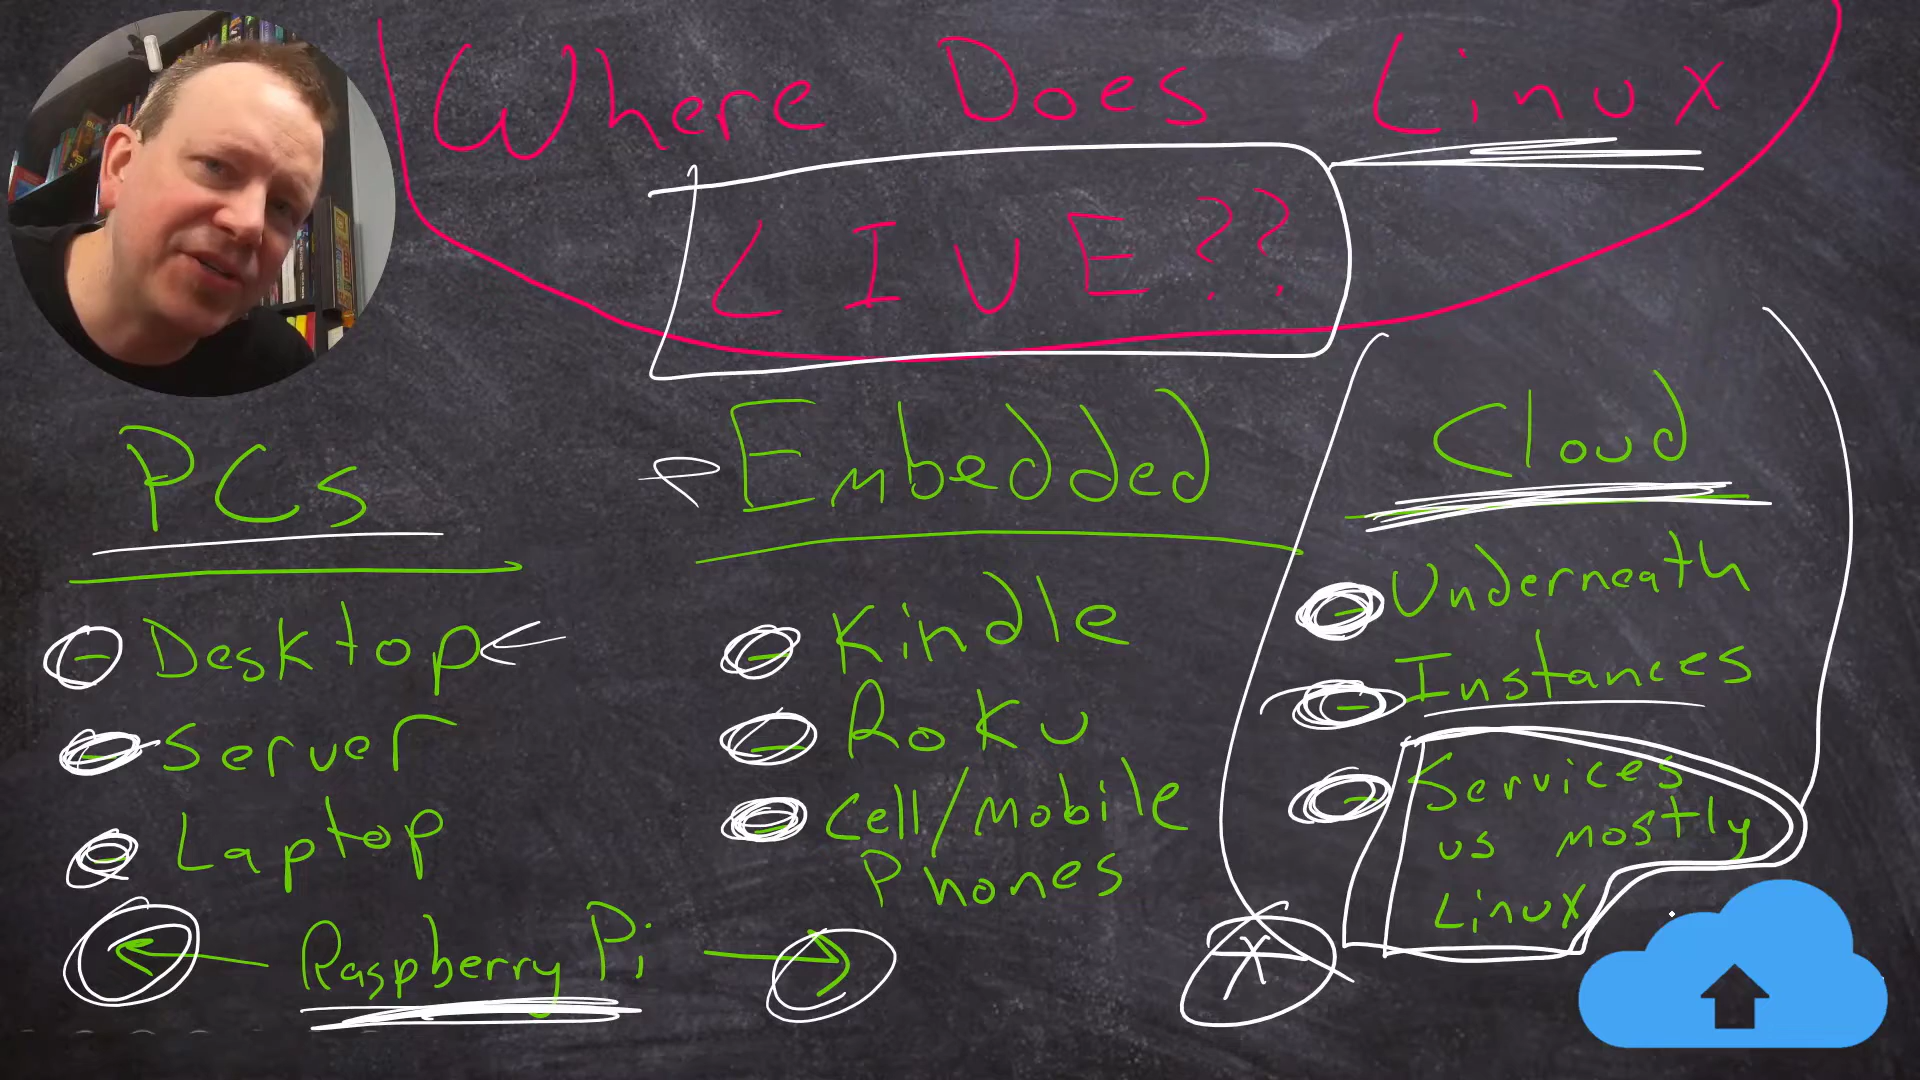 Where Does Linux
LIVE??
PCs
- Desktop
- Server
- Laptop
Embedded
- Kindle
- Roku
- Cell/Mobile
Phones
Raspberry Pi
Cloud
- Underneath
- Instances
- Services
us mostly
Linux
X